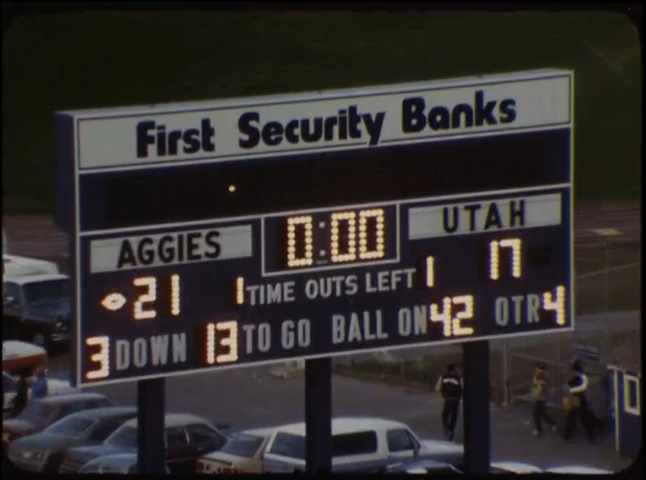 First Security Banks
AGGIES 0:00 UTAH
21 1 TIME OUTS LEFT 1 17
3 DOWN 13 TO GO BALL ON 42 QTR 4